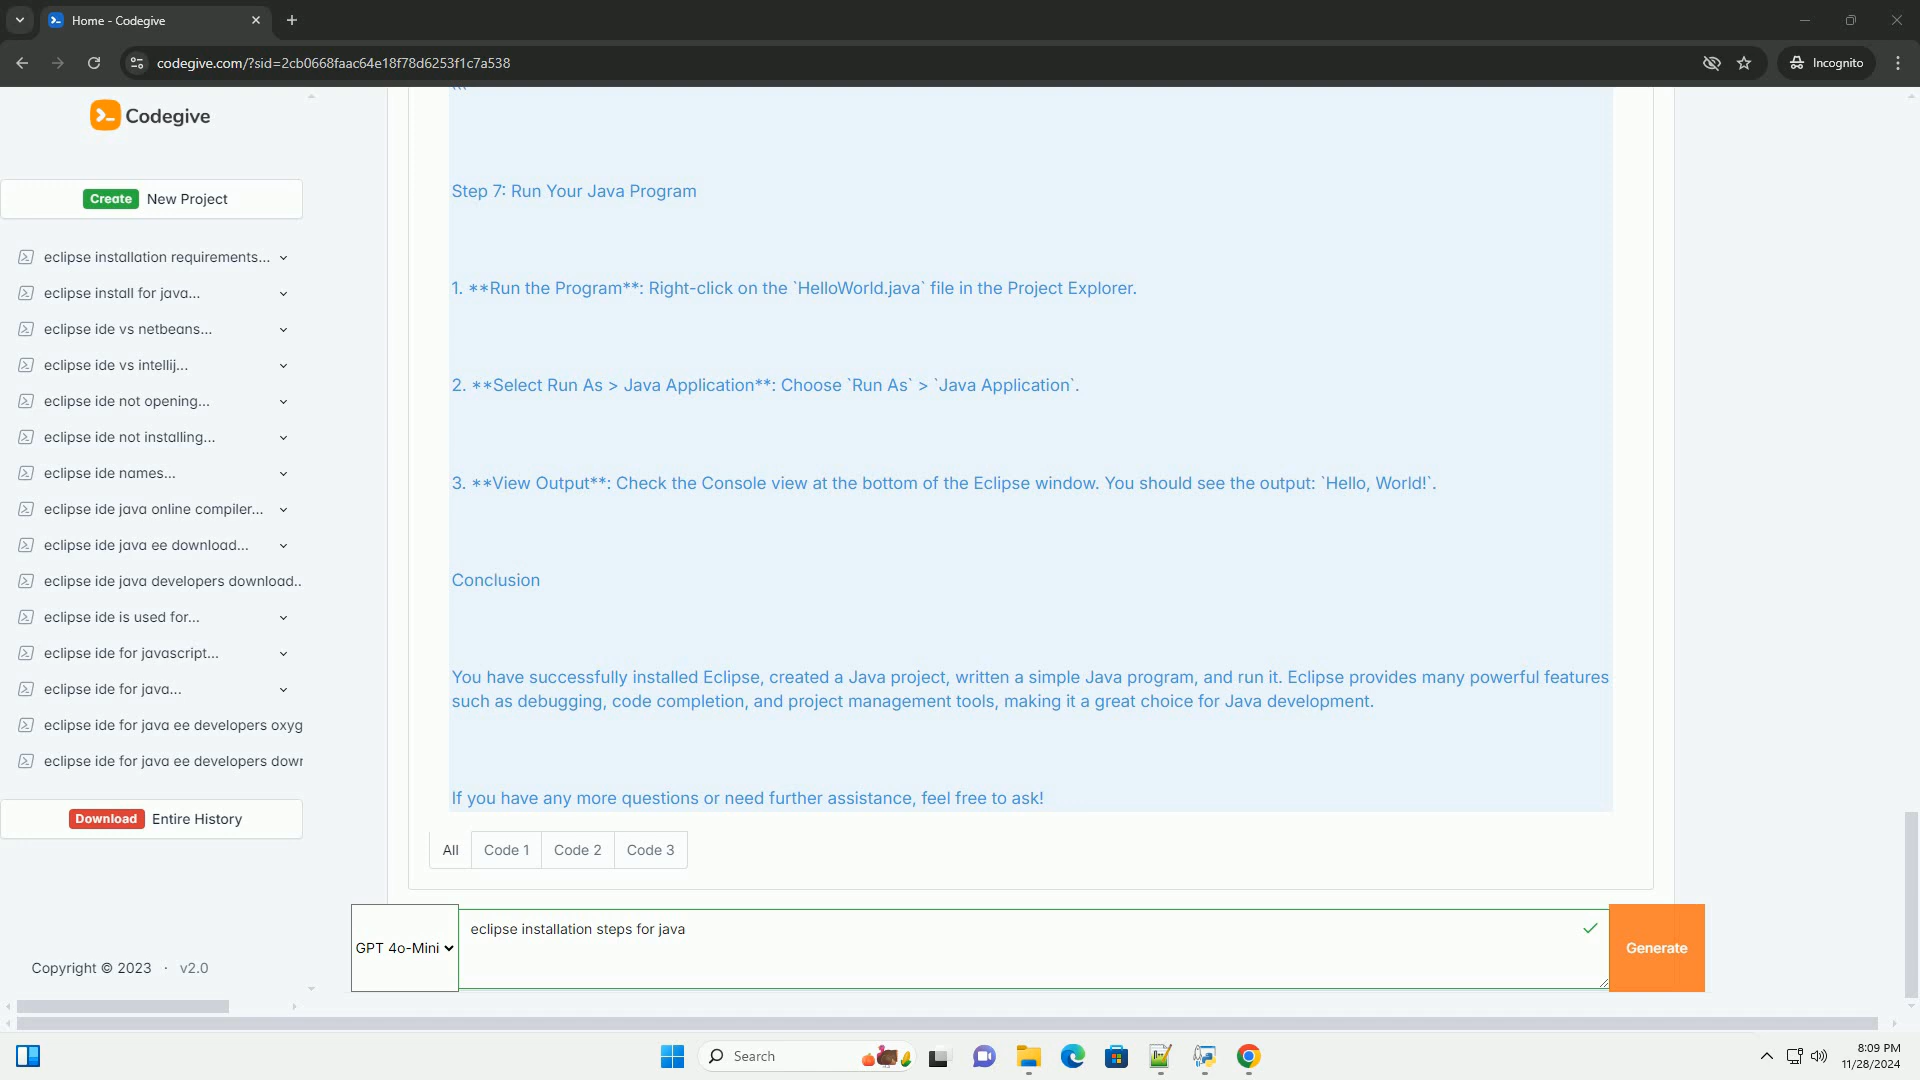 Home - Codegive
codegive.com/?sid=2cb0668faac64e18f78d6253f1c7a538
Incognito
Codegive
Create New Project
eclipse installation requirements...
eclipse install for java...
eclipse ide vs netbeans...
eclipse ide vs intellij...
eclipse ide not opening...
eclipse ide not installing...
eclipse ide names...
eclipse ide java online compiler...
eclipse ide java ee download...
eclipse ide java developers download..
eclipse ide is used for...
eclipse ide for javascript...
eclipse ide for java...
eclipse ide for java ee developers oxyg
eclipse ide for java ee developers dowr
Download Entire History
Copyright © 2023 · v2.0
```
Step 7: Run Your Java Program
1. **Run the Program**: Right-click on the `HelloWorld.java` file in the Project Explorer.
2. **Select Run As > Java Application**: Choose `Run As` > `Java Application`.
3. **View Output**: Check the Console view at the bottom of the Eclipse window. You should see the output: `Hello, World!`.
Conclusion
You have successfully installed Eclipse, created a Java project, written a simple Java program, and run it. Eclipse provides many powerful features
such as debugging, code completion, and project management tools, making it a great choice for Java development.
If you have any more questions or need further assistance, feel free to ask!
All Code 1 Code 2 Code 3
GPT 4o-Mini
eclipse installation steps for java
Generate
Search
8:09 PM
11/28/2024